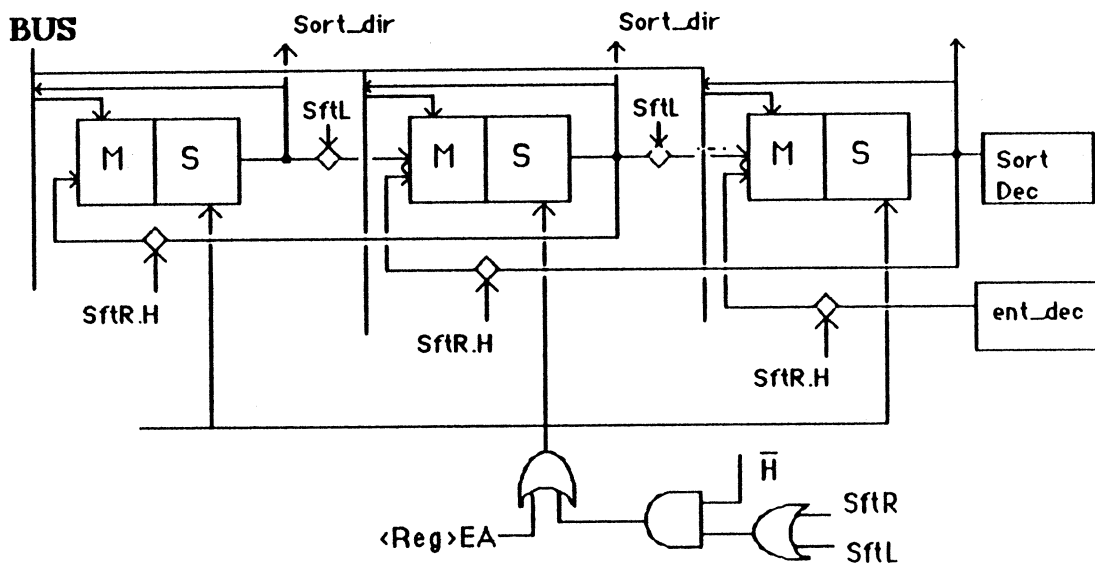 BUS
Sort_dir
Sort_dir
SftL
SftL
M
S
M
S
M
S
Sort
Dec
SftR.H
SftR.H
SftR.H
ent_dec
H̅
SftR
SftL
<Reg>EA